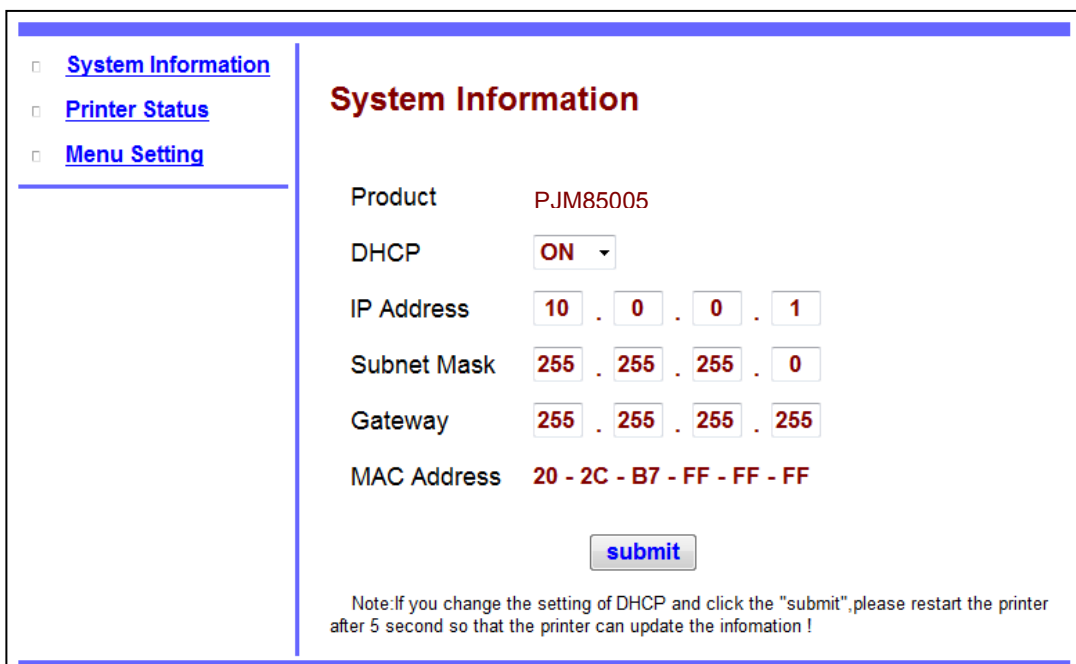 System Information
Printer Status
Menu Setting
System Information
Product PJM85005
DHCP ON
IP Address 10 . 0 . 0 . 1
Subnet Mask 255 . 255 . 255 . 0
Gateway 255 . 255 . 255 . 255
MAC Address 20 - 2C - B7 - FF - FF - FF
submit
Note:If you change the setting of DHCP and click the "submit",please restart the printer
after 5 second so that the printer can update the infomation !